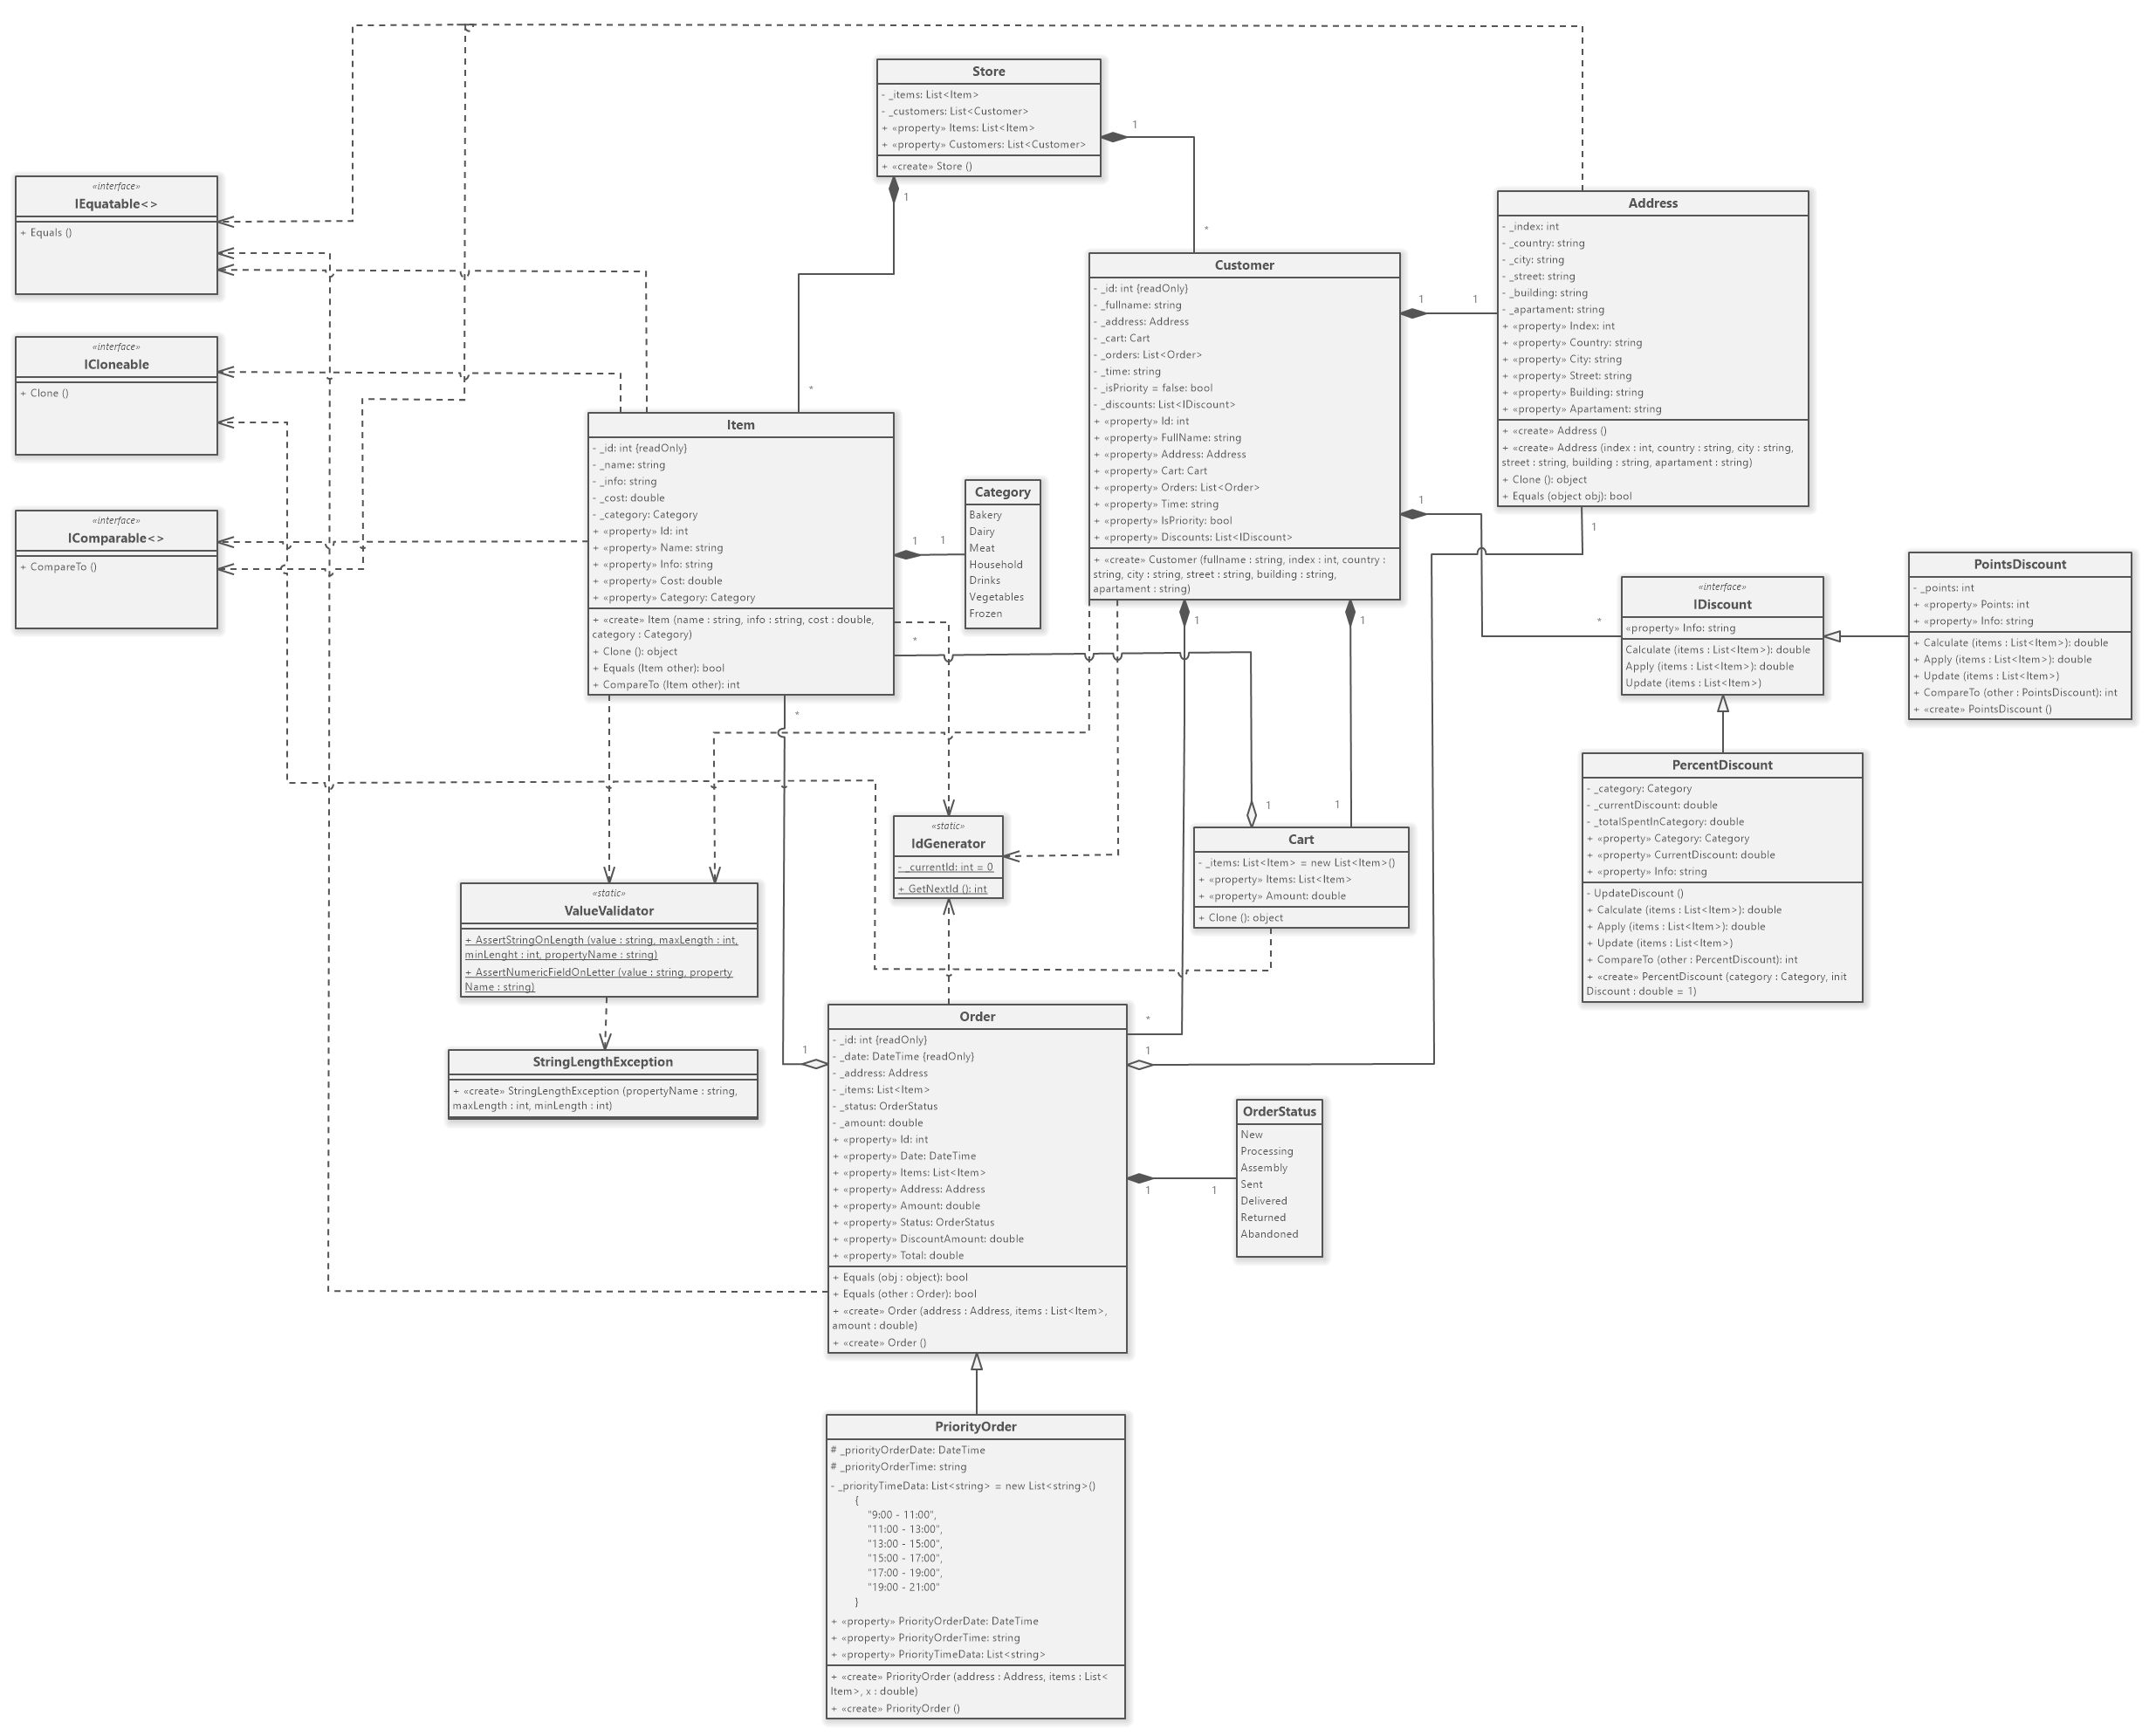 Store
- _items: List<Item>
- _customers: List<Customer>
+ «property» Items: List<Item>
+ «property» Customers: List<Customer>
+ «create» Store ()
1
1
*
*
«interface»
IEquatable<>
+ Equals ()
«interface»
ICloneable
+ Clone ()
«interface»
IComparable<>
+ CompareTo ()
Address
- _index: int
- _country: string
- _city: string
- _street: string
- _building: string
- _apartament: string
+ «property» Index: int
+ «property» Country: string
+ «property» City: string
+ «property» Street: string
+ «property» Building: string
+ «property» Apartament: string
+ «create» Address ()
+ «create» Address (index : int, country : string, city : string,
street : string, building : string, apartament : string)
+ Clone (): object
+ Equals (object obj): bool
1
Customer
- _id: int {readOnly}
- _fullname: string
- _address: Address
- _cart: Cart
- _orders: List<Order>
- _time: string
- _isPriority = false: bool
- _discounts: List<IDiscount>
+ «property» Id: int
+ «property» FullName: string
+ «property» Address: Address
+ «property» Cart: Cart
+ «property» Orders: List<Order>
+ «property» Time: string
+ «property» IsPriority: bool
+ «property» Discounts: List<IDiscount>
+ «create» Customer (fullname : string, index : int, country :
string, city : string, street : string, building : string,
apartament : string)
1
1
1
*
1
1
Item
- _id: int {readOnly}
- _name: string
- _info: string
- _cost: double
- _category: Category
+ «property» Id: int
+ «property» Name: string
+ «property» Info: string
+ «property» Cost: double
+ «property» Category: Category
+ «create» Item (name : string, info : string, cost : double,
category : Category)
+ Clone (): object
+ Equals (Item other): bool
+ CompareTo (Item other): int
1
1
*
*
Category
Bakery
Dairy
Meat
Household
Drinks
Vegetables
Frozen
«interface»
IDiscount
«property» Info: string
Calculate (items : List<Item>): double
Apply (items : List<Item>): double
Update (items : List<Item>)
PointsDiscount
- _points: int
+ «property» Points: int
+ «property» Info: string
+ Calculate (items : List<Item>): double
+ Apply (items : List<Item>): double
+ Update (items : List<Item>)
+ CompareTo (other : PointsDiscount): int
+ «create» PointsDiscount ()
PercentDiscount
- _category: Category
- _currentDiscount: double
- _totalSpentInCategory: double
+ «property» Category: Category
+ «property» CurrentDiscount: double
+ «property» Info: string
- UpdateDiscount ()
+ Calculate (items : List<Item>): double
+ Apply (items : List<Item>): double
+ Update (items : List<Item>)
+ CompareTo (other : PercentDiscount): int
+ «create» PercentDiscount (category : Category, init
Discount : double = 1)
«static»
IdGenerator
- _currentId: int = 0
+ GetNextId (): int
1
1
Cart
- _items: List<Item> = new List<Item>()
+ «property» Items: List<Item>
+ «property» Amount: double
+ Clone (): object
«static»
ValueValidator
+ AssertStringOnLength (value : string, maxLength : int,
minLenght : int, propertyName : string)
+ AssertNumericFieldOnLetter (value : string, property
Name : string)
StringLengthException
+ «create» StringLengthException (propertyName : string,
maxLength : int, minLength : int)
1
*
1
Order
- _id: int {readOnly}
- _date: DateTime {readOnly}
- _address: Address
- _items: List<Item>
- _status: OrderStatus
- _amount: double
+ «property» Id: int
+ «property» Date: DateTime
+ «property» Items: List<Item>
+ «property» Address: Address
+ «property» Amount: double
+ «property» Status: OrderStatus
+ «property» DiscountAmount: double
+ «property» Total: double
+ Equals (obj : object): bool
+ Equals (other : Order): bool
+ «create» Order (address : Address, items : List<Item>,
amount : double)
+ «create» Order ()
1
1
OrderStatus
New
Processing
Assembly
Sent
Delivered
Returned
Abandoned
PriorityOrder
# _priorityOrderDate: DateTime
# _priorityOrderTime: string
- _priorityTimeData: List<string> = new List<string>()
{
"9:00 - 11:00",
"11:00 - 13:00",
"13:00 - 15:00",
"15:00 - 17:00",
"17:00 - 19:00",
"19:00 - 21:00"
}
+ «property» PriorityOrderDate: DateTime
+ «property» PriorityOrderTime: string
+ «property» PriorityTimeData: List<string>
+ «create» PriorityOrder (address : Address, items : List<
Item>, x : double)
+ «create» PriorityOrder ()